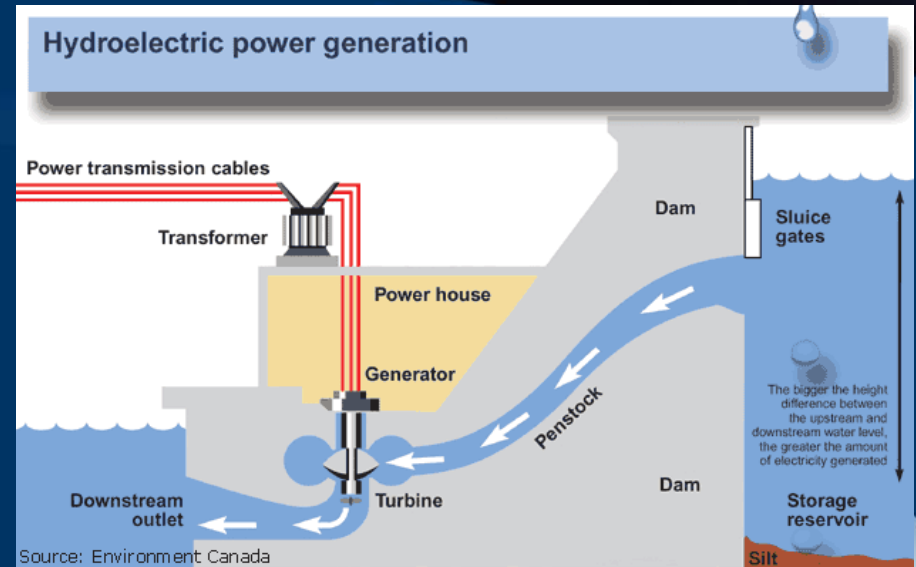 Hydroelectric power generation
Power transmission cables
Transformer
Dam
Sluice
gates
Power house
Generator
Penstock
The bigger the height
difference between
the upstream and
downstream water level,
the greater the amount
of electricity generated
Turbine
Dam
Downstream
outlet
Storage
reservoir
Silt
Source: Environment Canada